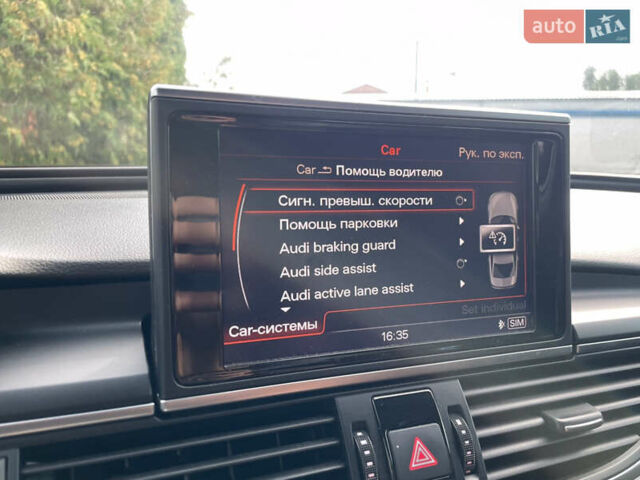 auto RIA
.com
Car
Рук. по эксп.
Car Помощь водителю
Сигн. превыш. скорости
Помощь парковки
Audi braking guard
Audi side assist
Audi active lane assist
Set individual
Car-системы
16:35
SIM